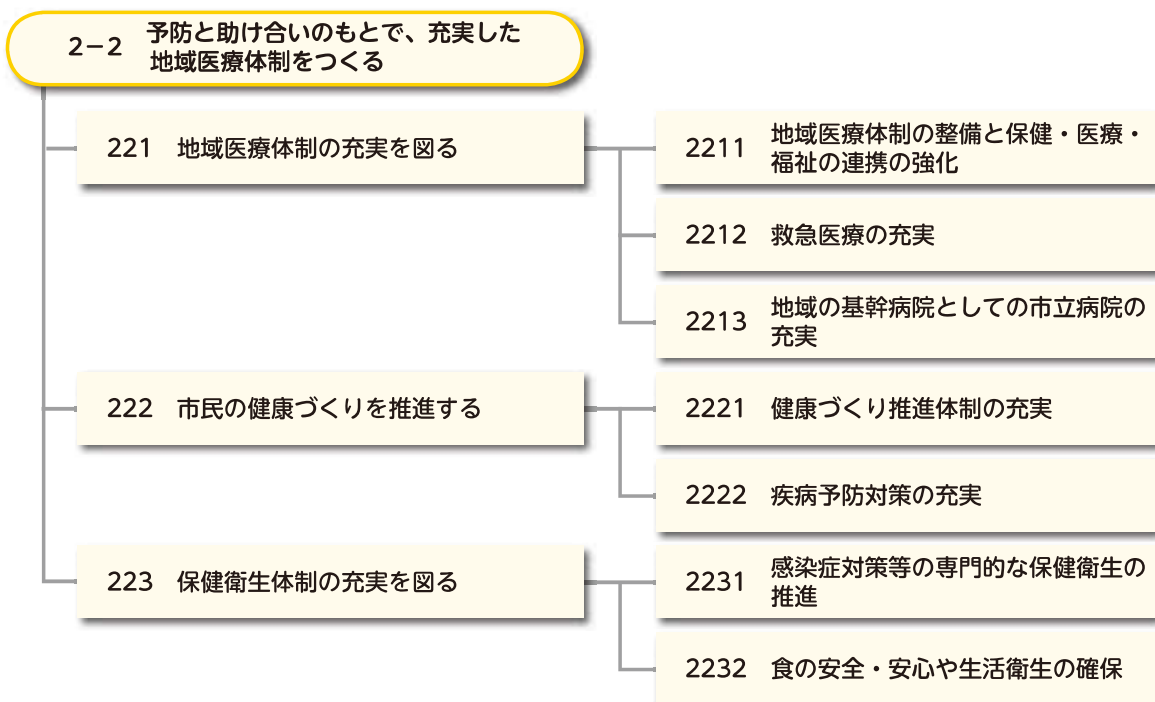 2−2 予防と助け合いのもとで、充実した
地域医療体制をつくる
221 地域医療体制の充実を図る
2211 地域医療体制の整備と保健・医療・
福祉の連携の強化
2212 救急医療の充実
2213 地域の基幹病院としての市立病院の
充実
222 市民の健康づくりを推進する
2221 健康づくり推進体制の充実
2222 疾病予防対策の充実
223 保健衛生体制の充実を図る
2231 感染症対策等の専門的な保健衛生の
推進
2232 食の安全・安心や生活衛生の確保